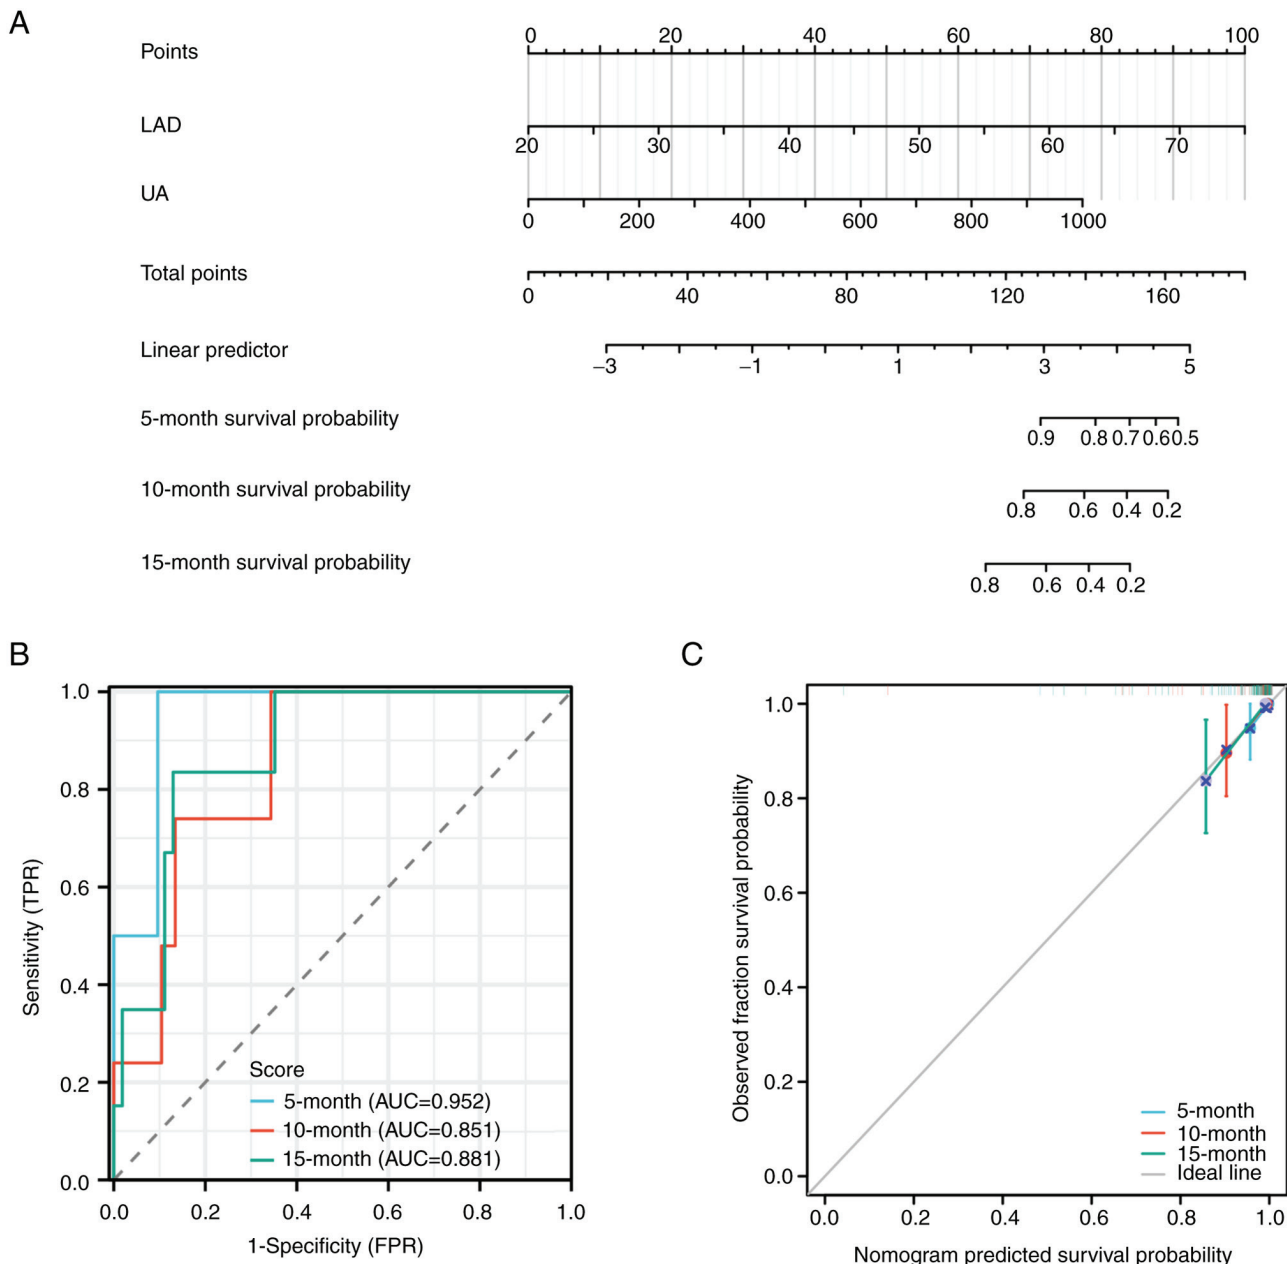 A
Points
0 20 40 60 80 100
LAD
20 30 40 50 60 70
UA
0 200 400 600 800 1000
Total points
0 40 80 120 160
Linear predictor
−3 −1 1 3 5
5-month survival probability
0.9 0.8 0.7 0.6 0.5
10-month survival probability
0.8 0.6 0.4 0.2
15-month survival probability
0.8 0.6 0.4 0.2
B
Sensitivity (TPR)
1.0
0.8
0.6
0.4
0.2
0.0
Score
5-month (AUC=0.952)
10-month (AUC=0.851)
15-month (AUC=0.881)
0.0 0.2 0.4 0.6 0.8 1.0
1-Specificity (FPR)
C
Observed fraction survival probability
1.0
0.8
0.6
0.4
0.2
0.0
5-month
10-month
15-month
Ideal line
0.0 0.2 0.4 0.6 0.8 1.0
Nomogram predicted survival probability